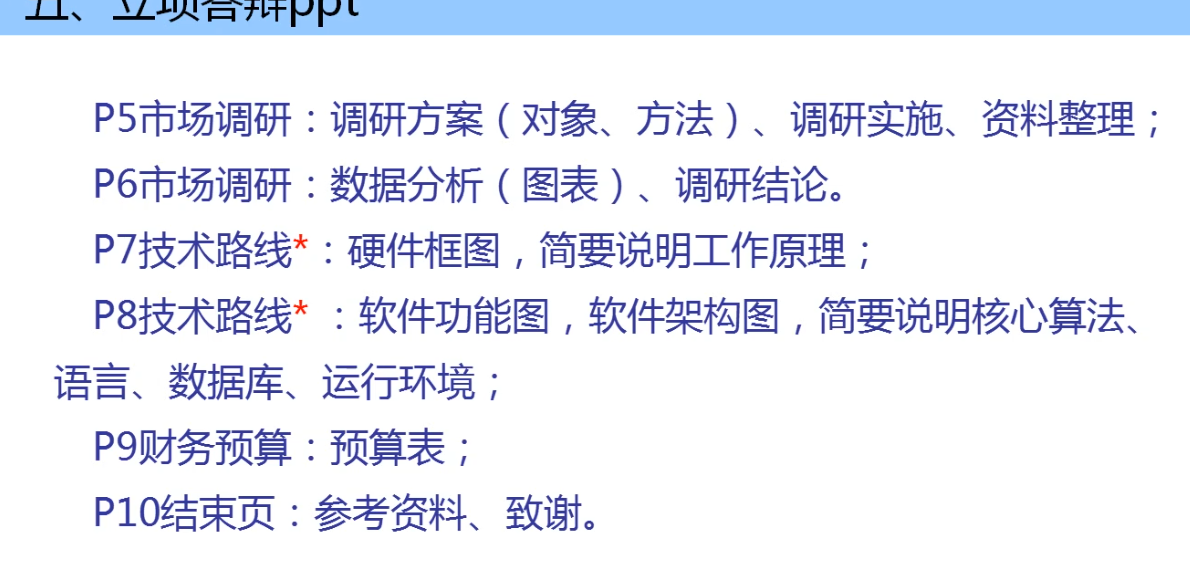 五、立项答辩ppt
P5市场调研：调研方案（对象、方法）、调研实施、资料整理；
P6市场调研：数据分析（图表）、调研结论。
P7技术路线*：硬件框图，简要说明工作原理；
P8技术路线* ：软件功能图，软件架构图，简要说明核心算法、
语言、数据库、运行环境；
P9财务预算：预算表；
P10结束页：参考资料、致谢。